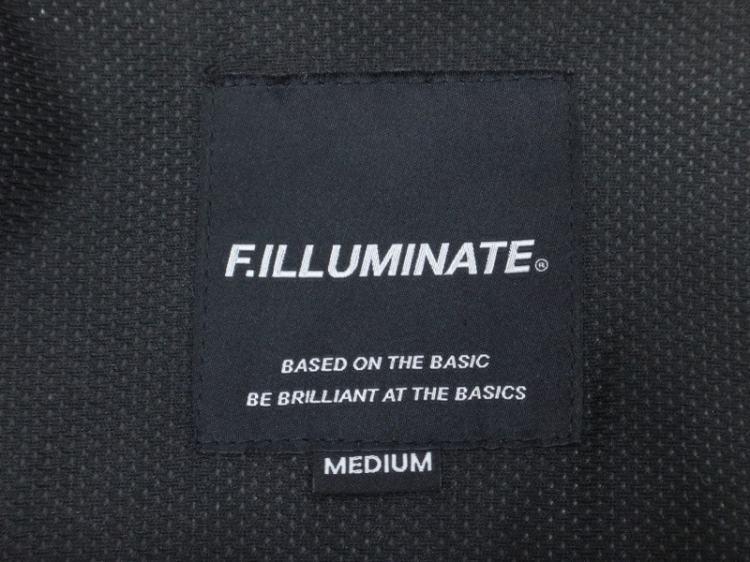 F.ILLUMINATE®
BASED ON THE BASIC
BE BRILLIANT AT THE BASICS
MEDIUM